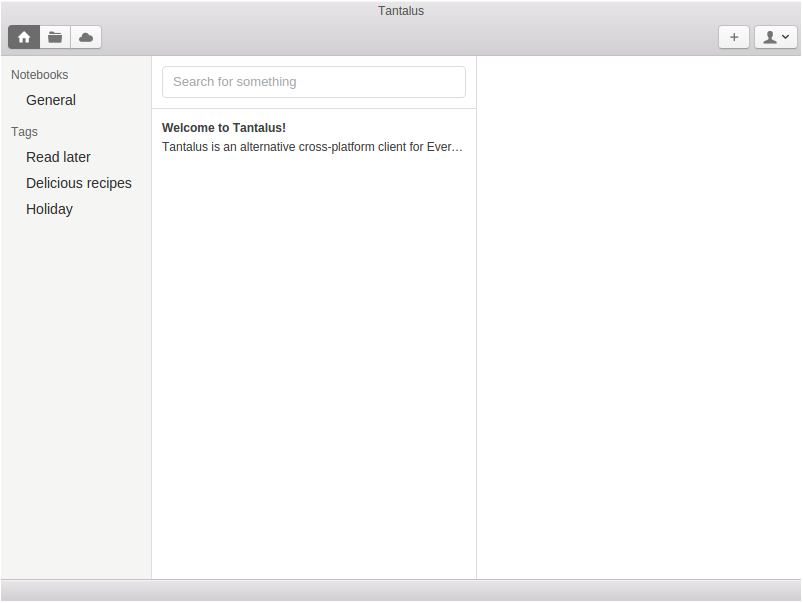 Tantalus
Notebooks
General
Tags
Read later
Delicious recipes
Holiday
Search for something
Welcome to Tantalus!
Tantalus is an alternative cross-platform client for Ever…